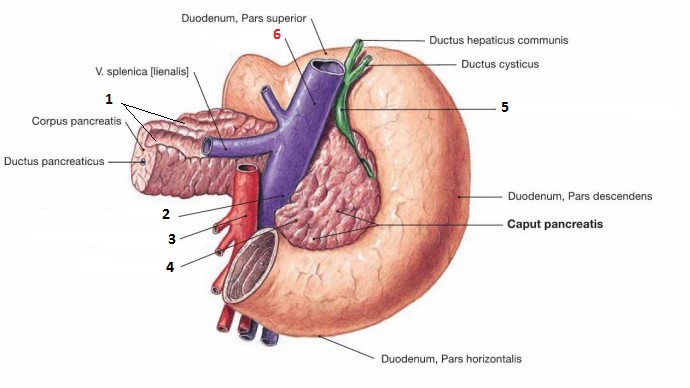 Duodenum, Pars superior
6
Ductus hepaticus communis
Ductus cysticus
V. splenica [lienalis]
1
5
Corpus pancreatis
Ductus pancreaticus
Duodenum, Pars descendens
2
Caput pancreatis
3
4
Duodenum, Pars horizontalis